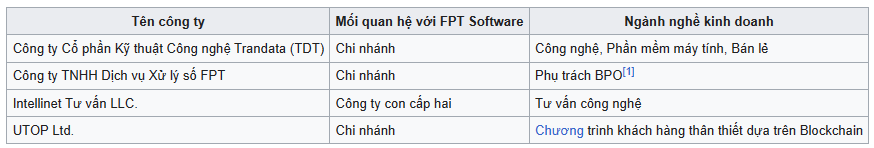 Tên công ty Mối quan hệ với FPT Software Ngành nghề kinh doanh
Công ty Cổ phần Kỹ thuật Công nghệ Trandata (TDT) Chi nhánh Công nghệ, Phần mềm máy tính, Bán lẻ
Công ty TNHH Dịch vụ Xử lý số FPT Chi nhánh Phụ trách BPO[1]
Intellinet Tư vấn LLC. Công ty con cấp hai Tư vấn công nghệ
UTOP Ltd. Chi nhánh Chương trình khách hàng thân thiết dựa trên Blockchain